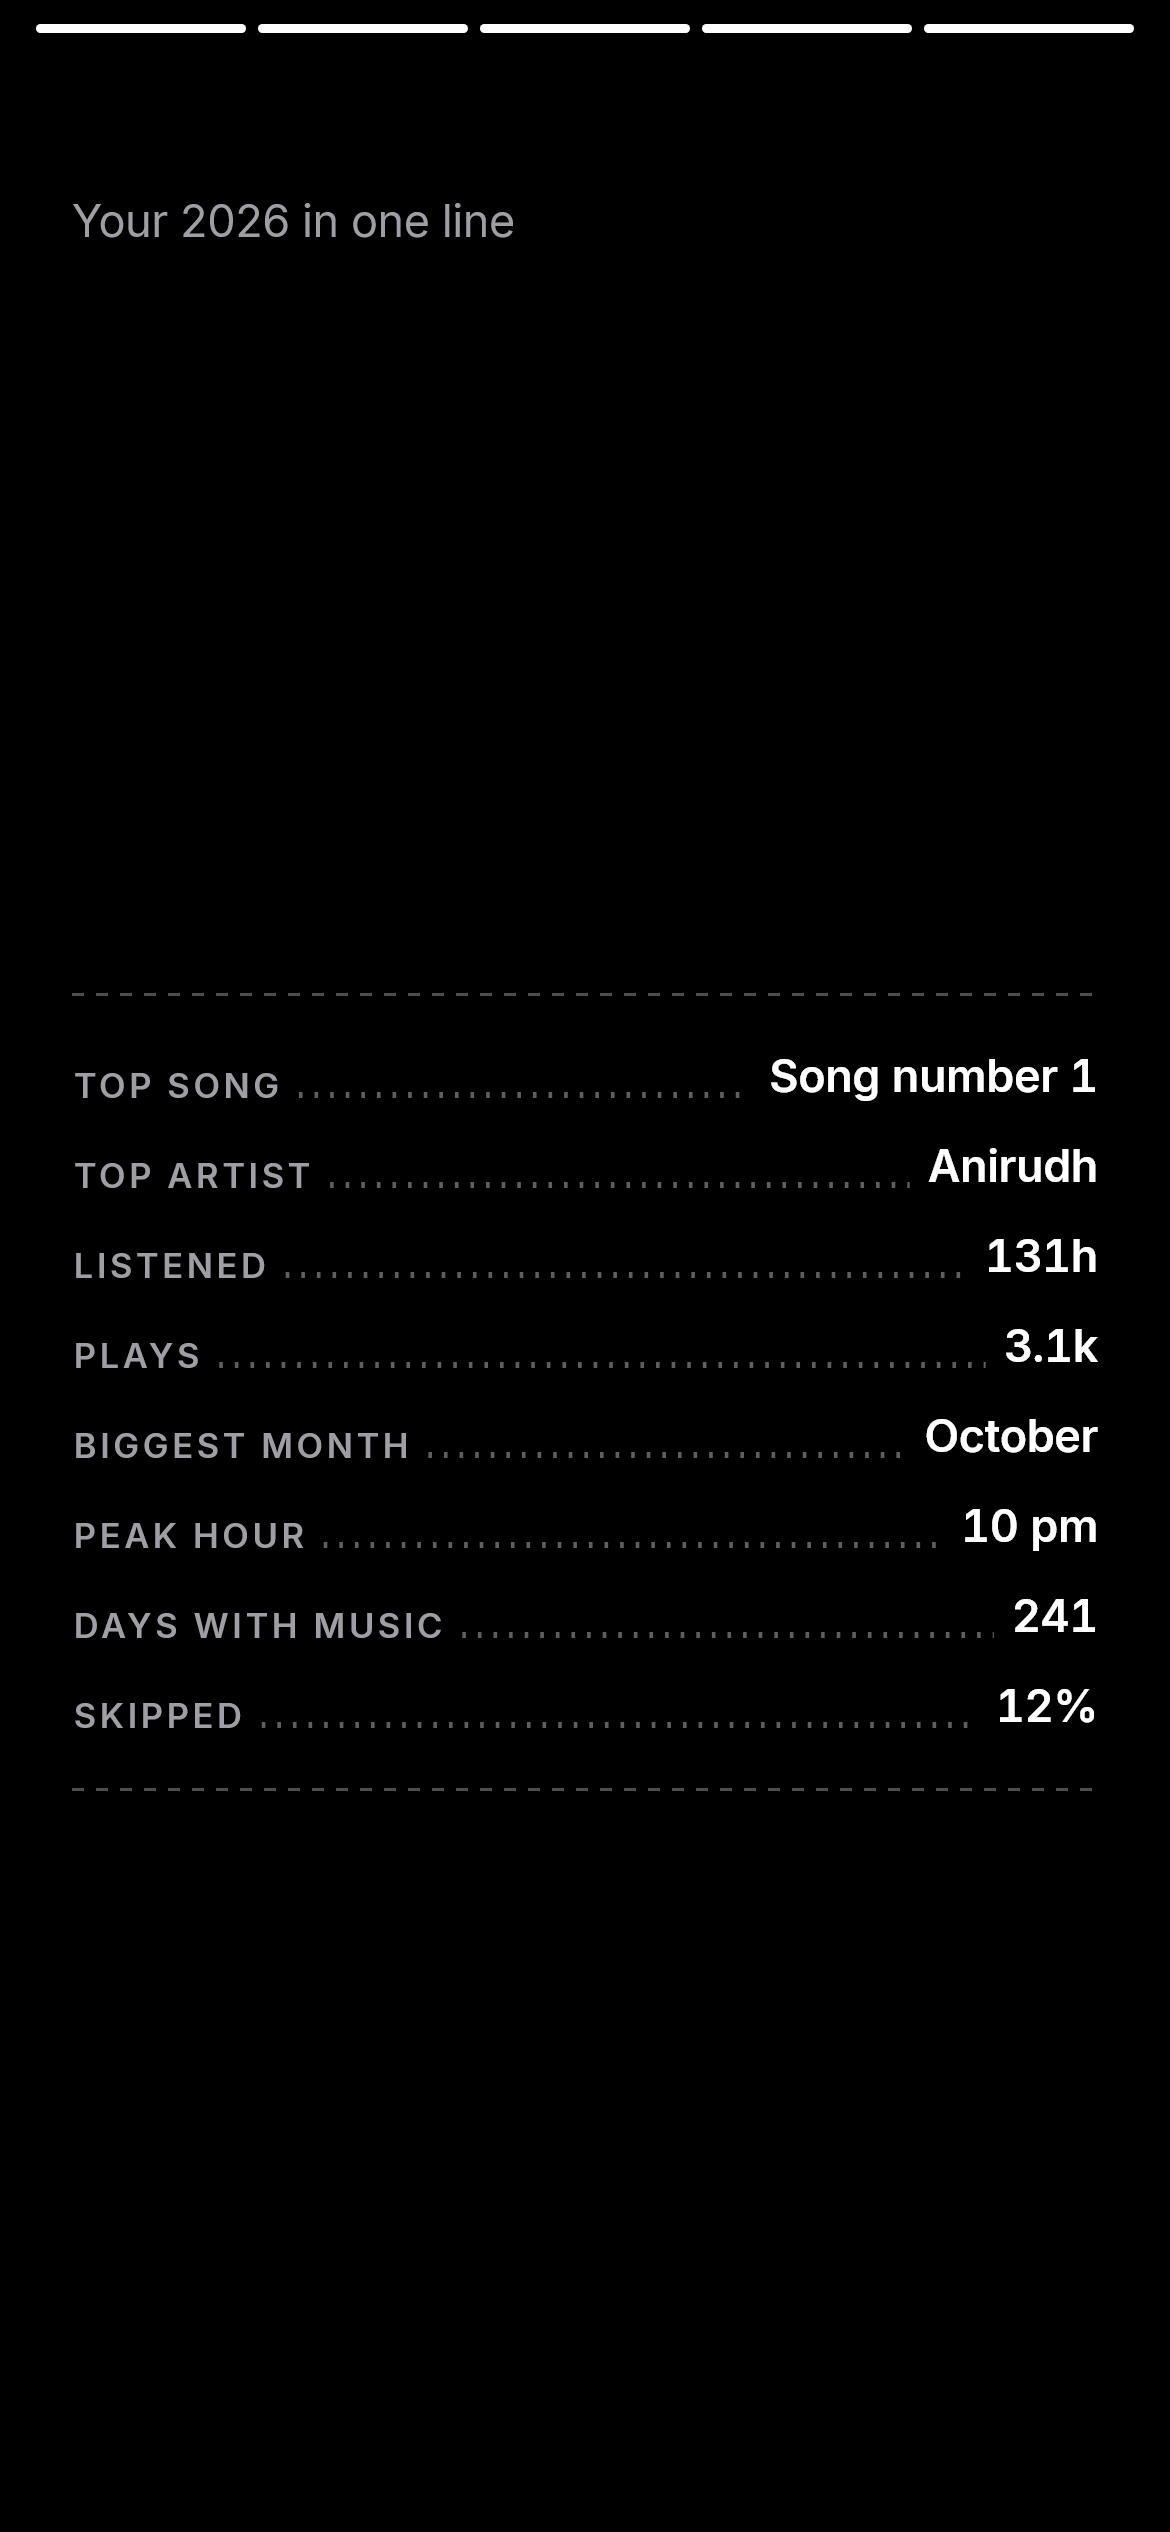 Your 2026 in one line
TOP SONG ............................. Song number 1
TOP ARTIST ...................................... Anirudh
LISTENED ............................................ 131h
PLAYS .................................................. 3.1k
BIGGEST MONTH ............................... October
PEAK HOUR ........................................ 10 pm
DAYS WITH MUSIC ................................... 241
SKIPPED .............................................. 12%